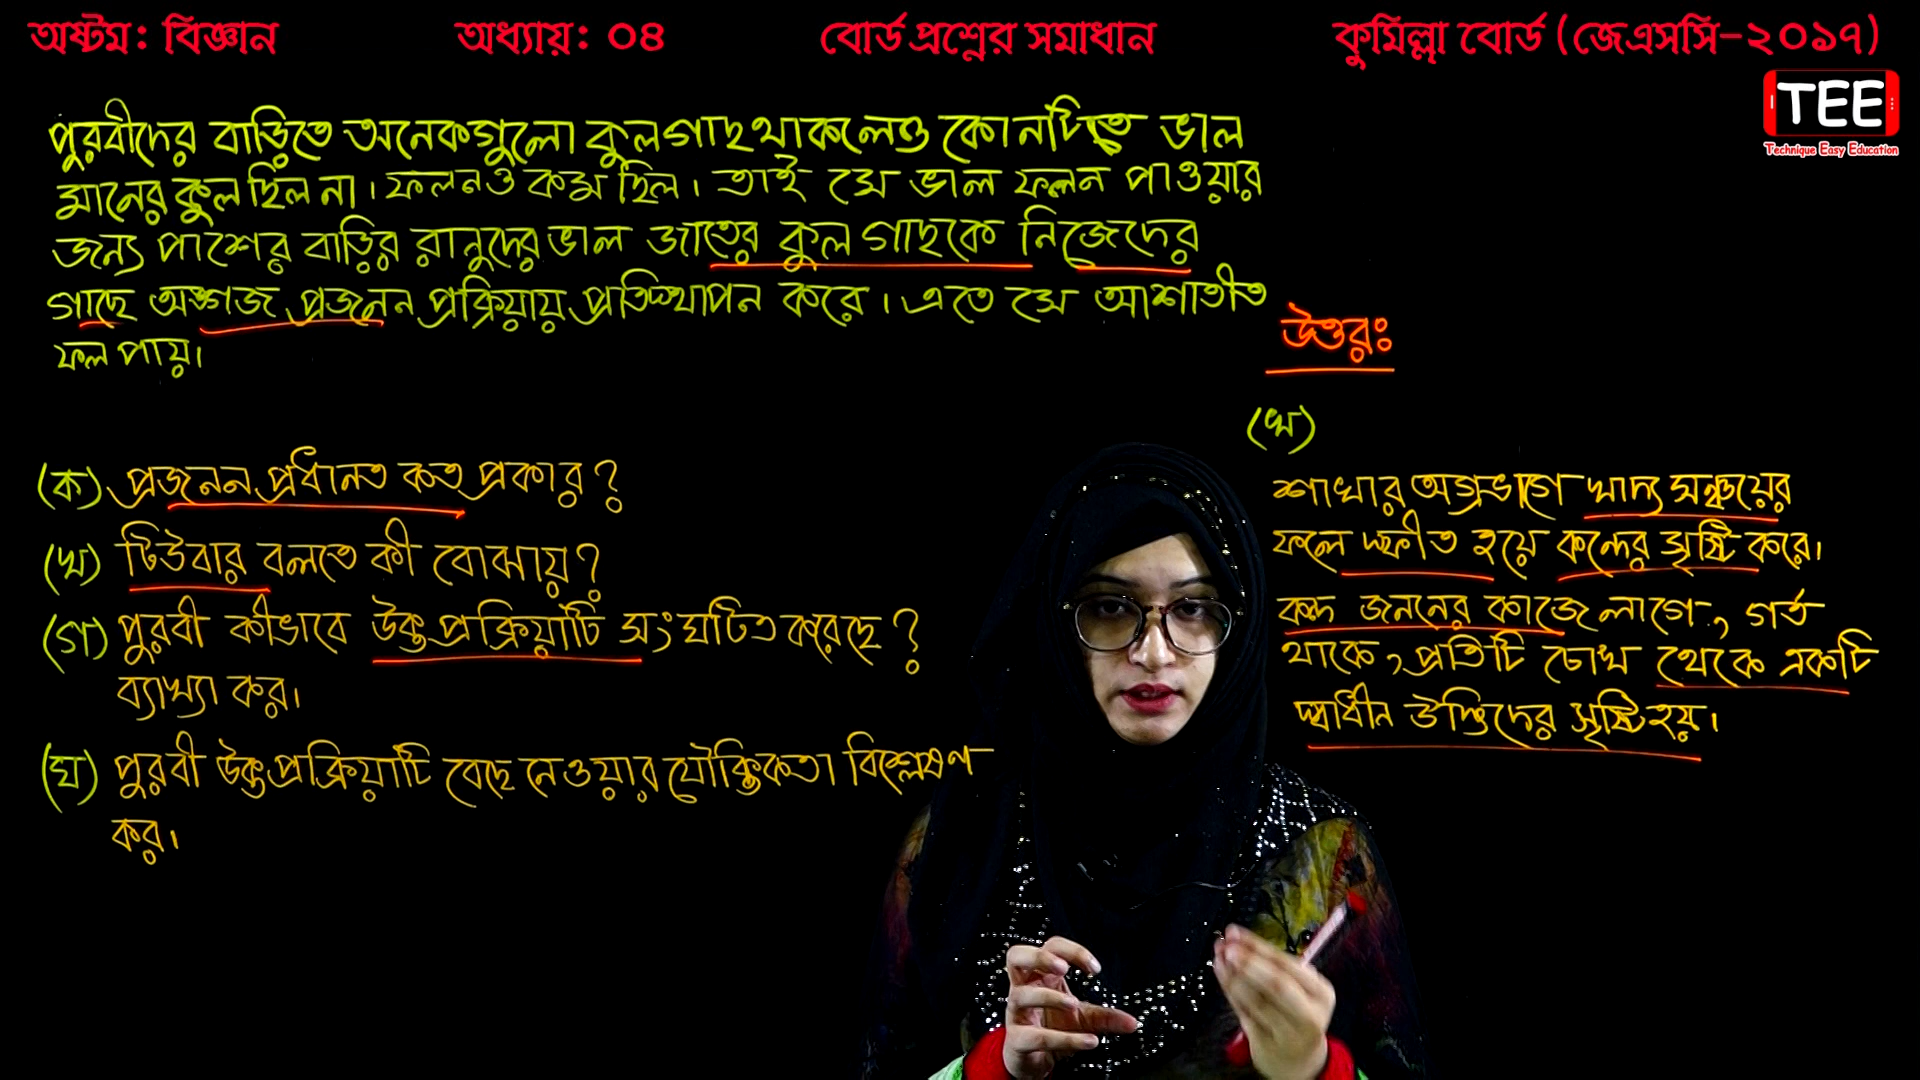 অষ্টম: বিজ্ঞান অধ্যায়: ০৪ বোর্ড প্রশ্নের সমাধান কুমিল্লা বোর্ড (জেএসসি-২০১৭)
TEE
Technique Easy Education
পুরবীদের বাড়িতে অনেকগুলো কুলগাছ থাকলেও কোনটিতে ভাল
মানের কুল ছিল না। ফলনও কম ছিল। তাই সে ভাল ফলন পাওয়ার
জন্য পাশের বাড়ির রানুদের ভাল জাতের কুল গাছকে নিজেদের
গাছে অঙ্গজ প্রজনন প্রক্রিয়ায় প্রতিস্থাপন করে। এতে সে আশাতীত
ফল পায়।
(ক) প্রজনন প্রধানত কত প্রকার?
(খ) টিউবার বলতে কী বোঝায়?
(গ) পুরবী কীভাবে উক্ত প্রক্রিয়াটি সংঘটিত করেছে?
ব্যাখ্যা কর।
(ঘ) পুরবী উক্ত প্রক্রিয়াটি বেছে নেওয়ার যৌক্তিকতা বিশ্লেষণ
কর।
উত্তরঃ
(খ)
শাখার অগ্রভাগে খাদ্য সঞ্চয়ের
ফলে স্ফীত হয়ে কন্দের সৃষ্টি করে।
কন্দ জননের কাজে লাগে, গর্ত
থাকে, প্রতিটি চোখ থেকে একটি
স্বাধীন উদ্ভিদের সৃষ্টি হয়।